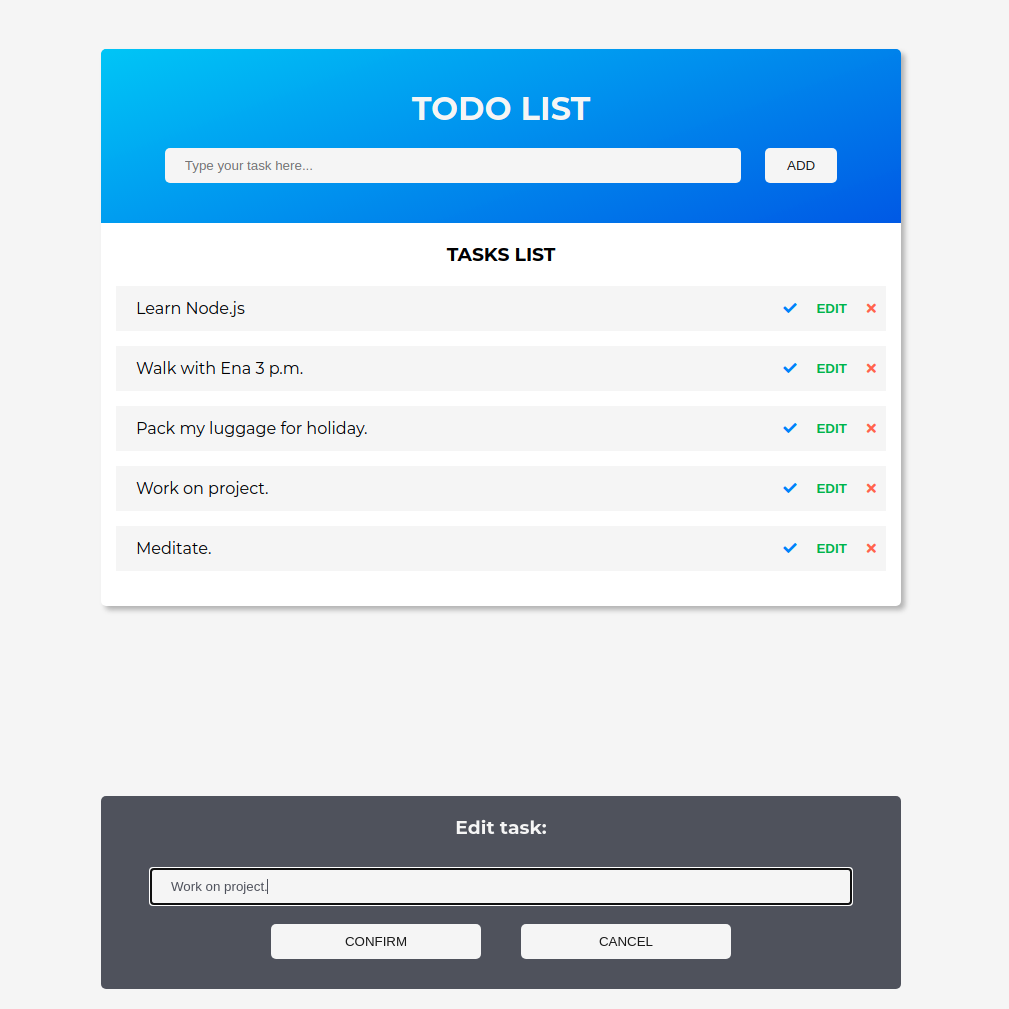 TODO LIST
Type your task here... ADD
TASKS LIST
Learn Node.js EDIT
Walk with Ena 3 p.m. EDIT
Pack my luggage for holiday. EDIT
Work on project. EDIT
Meditate. EDIT
Edit task:
Work on project.
CONFIRM CANCEL